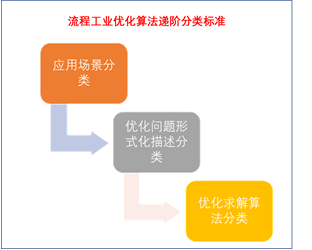 流程工业优化算法递阶分类标准
应用场景分
类
优化问题形
式化描述分
类
优化求解算
法分类